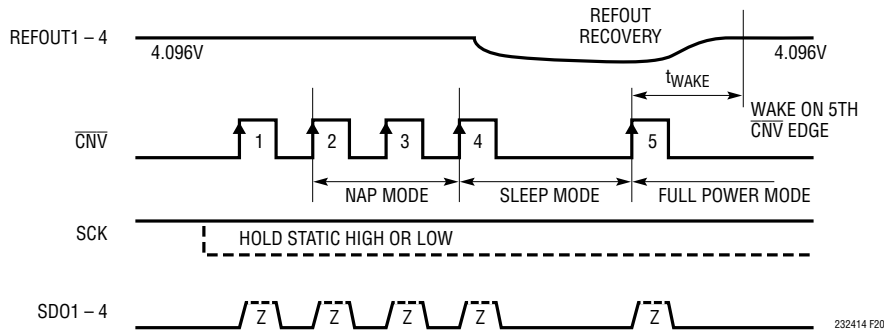 REFOUT
RECOVERY
REFOUT1 – 4
4.096V
4.096V
tWAKE
WAKE ON 5TH
CNV EDGE
CNV
1
2
3
4
5
NAP MODE
SLEEP MODE
FULL POWER MODE
SCK
HOLD STATIC HIGH OR LOW
SDO1 – 4
Z
Z
Z
Z
Z
232414 F20